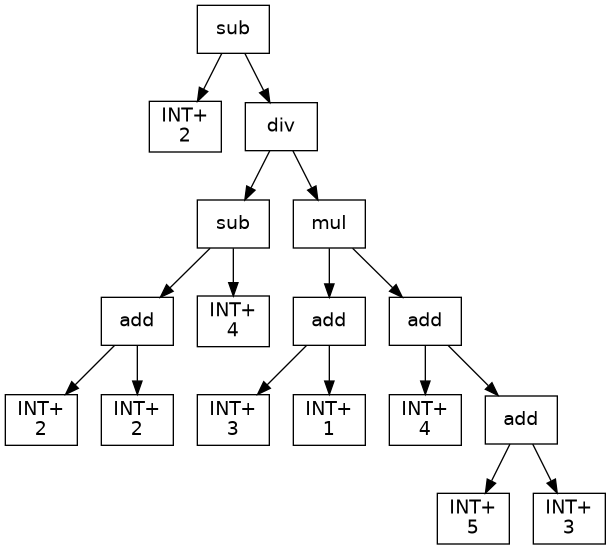 sub
INT+
2
div
sub
mul
add
INT+
4
add
add
INT+
2
INT+
2
INT+
3
INT+
1
INT+
4
add
INT+
5
INT+
3